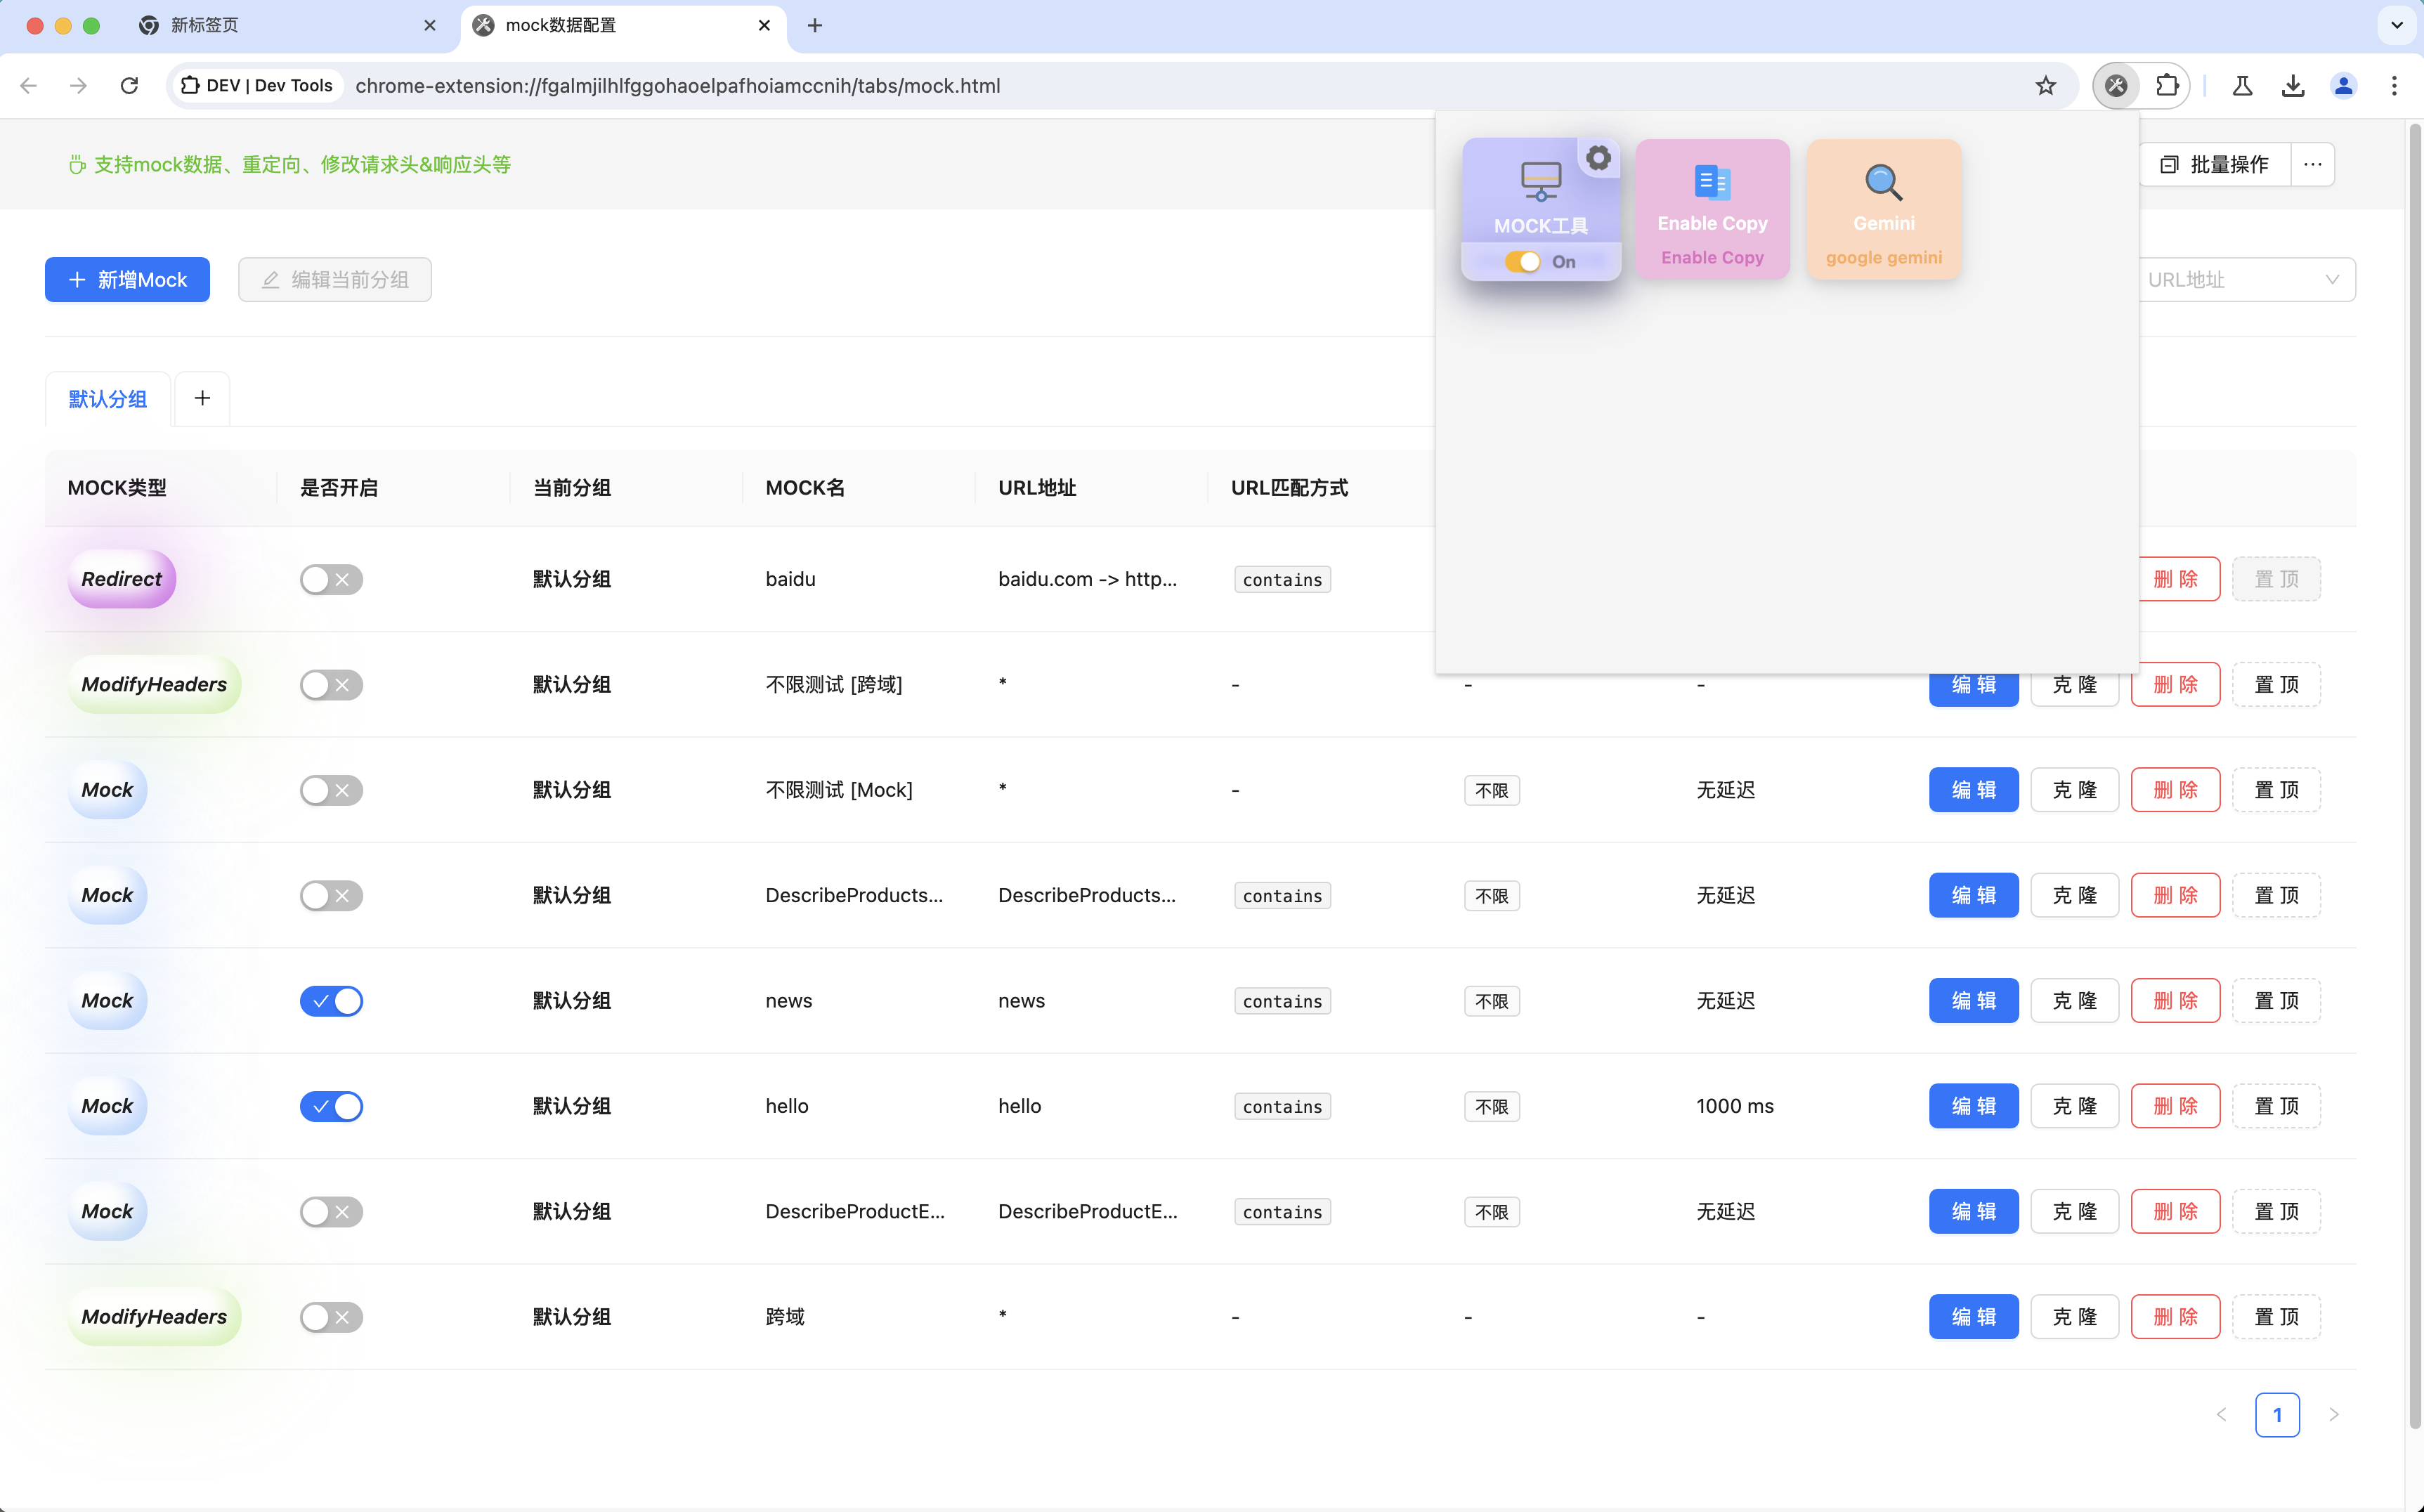 新标签页
mock数据配置
DEV | Dev Tools
chrome-extension://fgalmjilhlfggohaoelpafhoiamccnih/tabs/mock.html
支持mock数据、重定向、修改请求头&响应头等
批量操作
MOCK工具
On
Enable Copy
Enable Copy
Gemini
google gemini
新增Mock
编辑当前分组
URL地址
默认分组
MOCK类型 是否开启 当前分组 MOCK名 URL地址 URL匹配方式
Redirect 默认分组 baidu baidu.com -> http... contains 删 除 置 顶
ModifyHeaders 默认分组 不限测试 [跨域] * - - - 编 辑 克 隆 删 除 置 顶
Mock 默认分组 不限测试 [Mock] * - 不限 无延迟 编 辑 克 隆 删 除 置 顶
Mock 默认分组 DescribeProducts... DescribeProducts... contains 不限 无延迟 编 辑 克 隆 删 除 置 顶
Mock 默认分组 news news contains 不限 无延迟 编 辑 克 隆 删 除 置 顶
Mock 默认分组 hello hello contains 不限 1000 ms 编 辑 克 隆 删 除 置 顶
Mock 默认分组 DescribeProductE... DescribeProductE... contains 不限 无延迟 编 辑 克 隆 删 除 置 顶
ModifyHeaders 默认分组 跨域 * - - - 编 辑 克 隆 删 除 置 顶
1